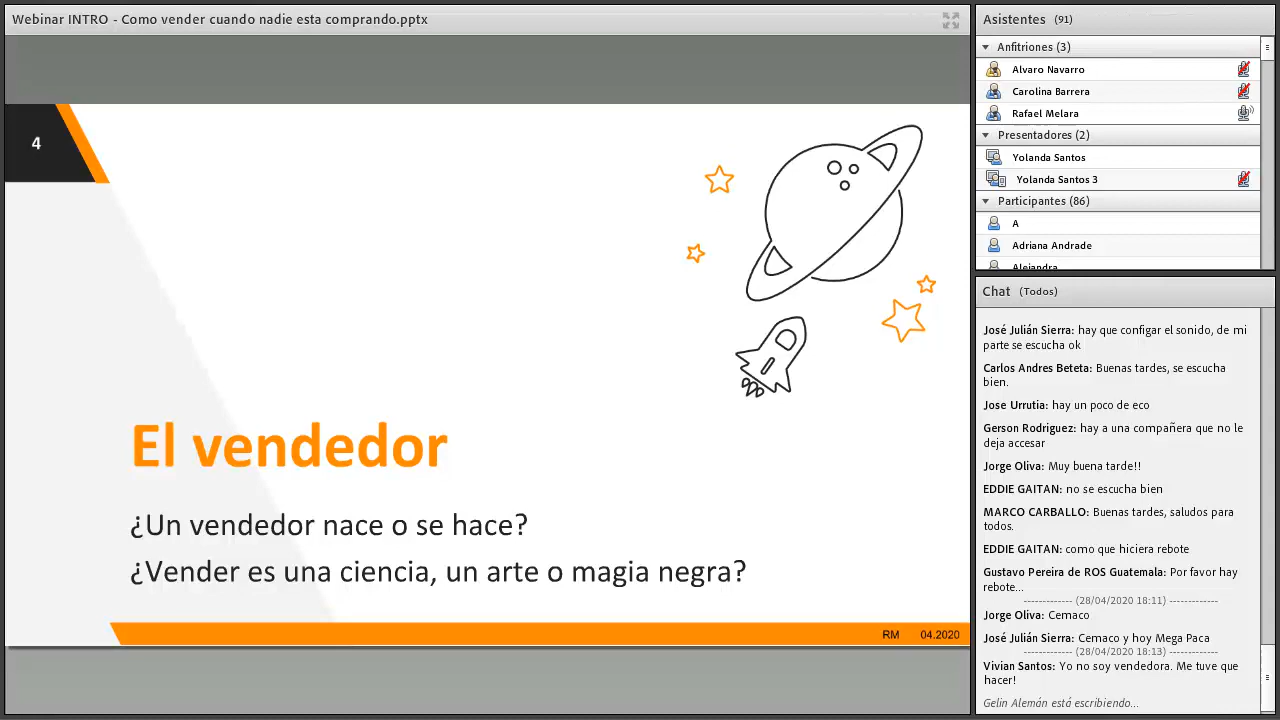 Webinar INTRO - Como vender cuando nadie esta comprando.pptx
4
El vendedor
¿Un vendedor nace o se hace?
¿Vender es una ciencia, un arte o magia negra?
RM 04.2020
Asistentes (91)
Anfitriones (3)
Alvaro Navarro
Carolina Barrera
Rafael Melara
Presentadores (2)
Yolanda Santos
Yolanda Santos 3
Participantes (86)
A
Adriana Andrade
Alejandra
Chat (Todos)
José Julián Sierra: hay que configar el sonido, de mi
parte se escucha ok
Carlos Andres Beteta: Buenas tardes, se escucha
bien.
Jose Urrutia: hay un poco de eco
Gerson Rodriguez: hay a una compañera que no le
deja accesar
Jorge Oliva: Muy buena tarde!!
EDDIE GAITAN: no se escucha bien
MARCO CARBALLO: Buenas tardes, saludos para
todos.
EDDIE GAITAN: como que hiciera rebote
Gustavo Pereira de ROS Guatemala: Por favor hay
rebote...
------------- (28/04/2020 18:11) -------------
Jorge Oliva: Cemaco
José Julián Sierra: Cemaco y hoy Mega Paca
------------- (28/04/2020 18:13) -------------
Vivian Santos: Yo no soy vendedora. Me tuve que
hacer!
Gelin Alemán está escribiendo...